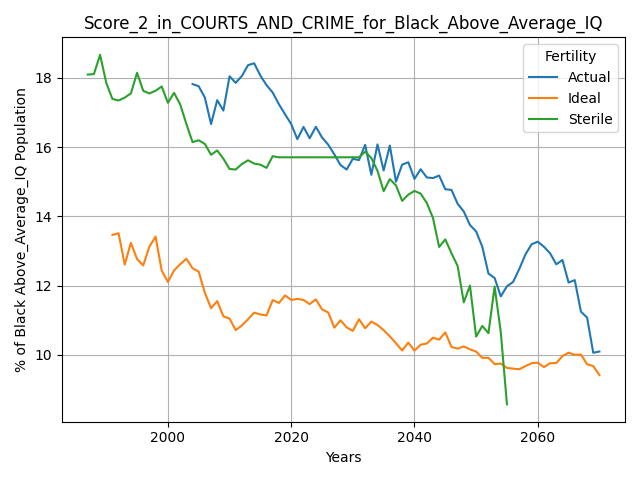 Score_2_in_COURTS_AND_CRIME_for_Black_Above_Average_IQ
% of Black Above_Average_IQ Population
Fertility
Actual
Ideal
Sterile
18
16
14
12
10
2000 2020 2040 2060
Years